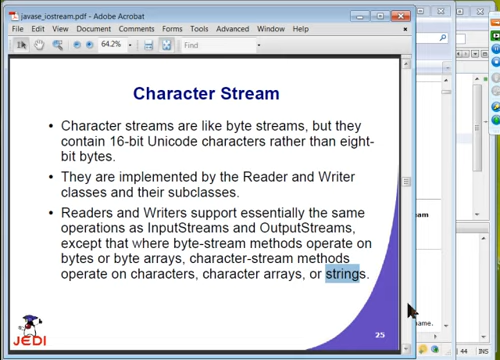 javase_iostream.pdf - Adobe Acrobat
File Edit View Document Comments Forms Tools Advanced Window Help
64.2% Find
Character Stream
• Character streams are like byte streams, but they
contain 16-bit Unicode characters rather than eight-
bit bytes.
• They are implemented by the Reader and Writer
classes and their subclasses.
• Readers and Writers support essentially the same
operations as InputStreams and OutputStreams,
except that where byte-stream methods operate on
bytes or byte arrays, character-stream methods
operate on characters, character arrays, or strings.
JEDI
25
name.
44 INS